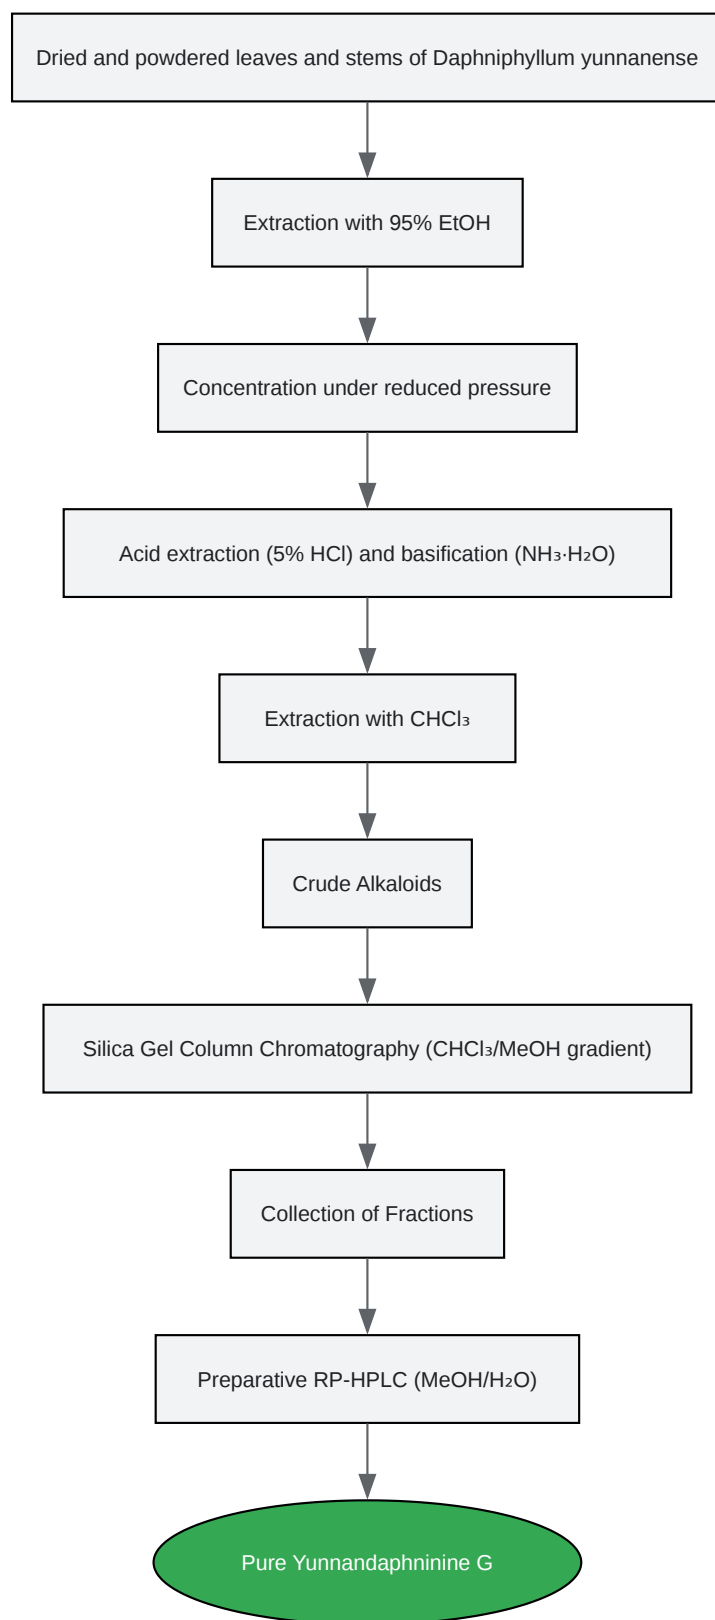 Dried and powdered leaves and stems of Daphniphyllum yunnanense
Extraction with 95% EtOH
Concentration under reduced pressure
Acid extraction (5% HCl) and basification (NH₃·H₂O)
Extraction with CHCl₃
Crude Alkaloids
Silica Gel Column Chromatography (CHCl₃/MeOH gradient)
Collection of Fractions
Preparative RP-HPLC (MeOH/H₂O)
Pure Yunnandaphninine G